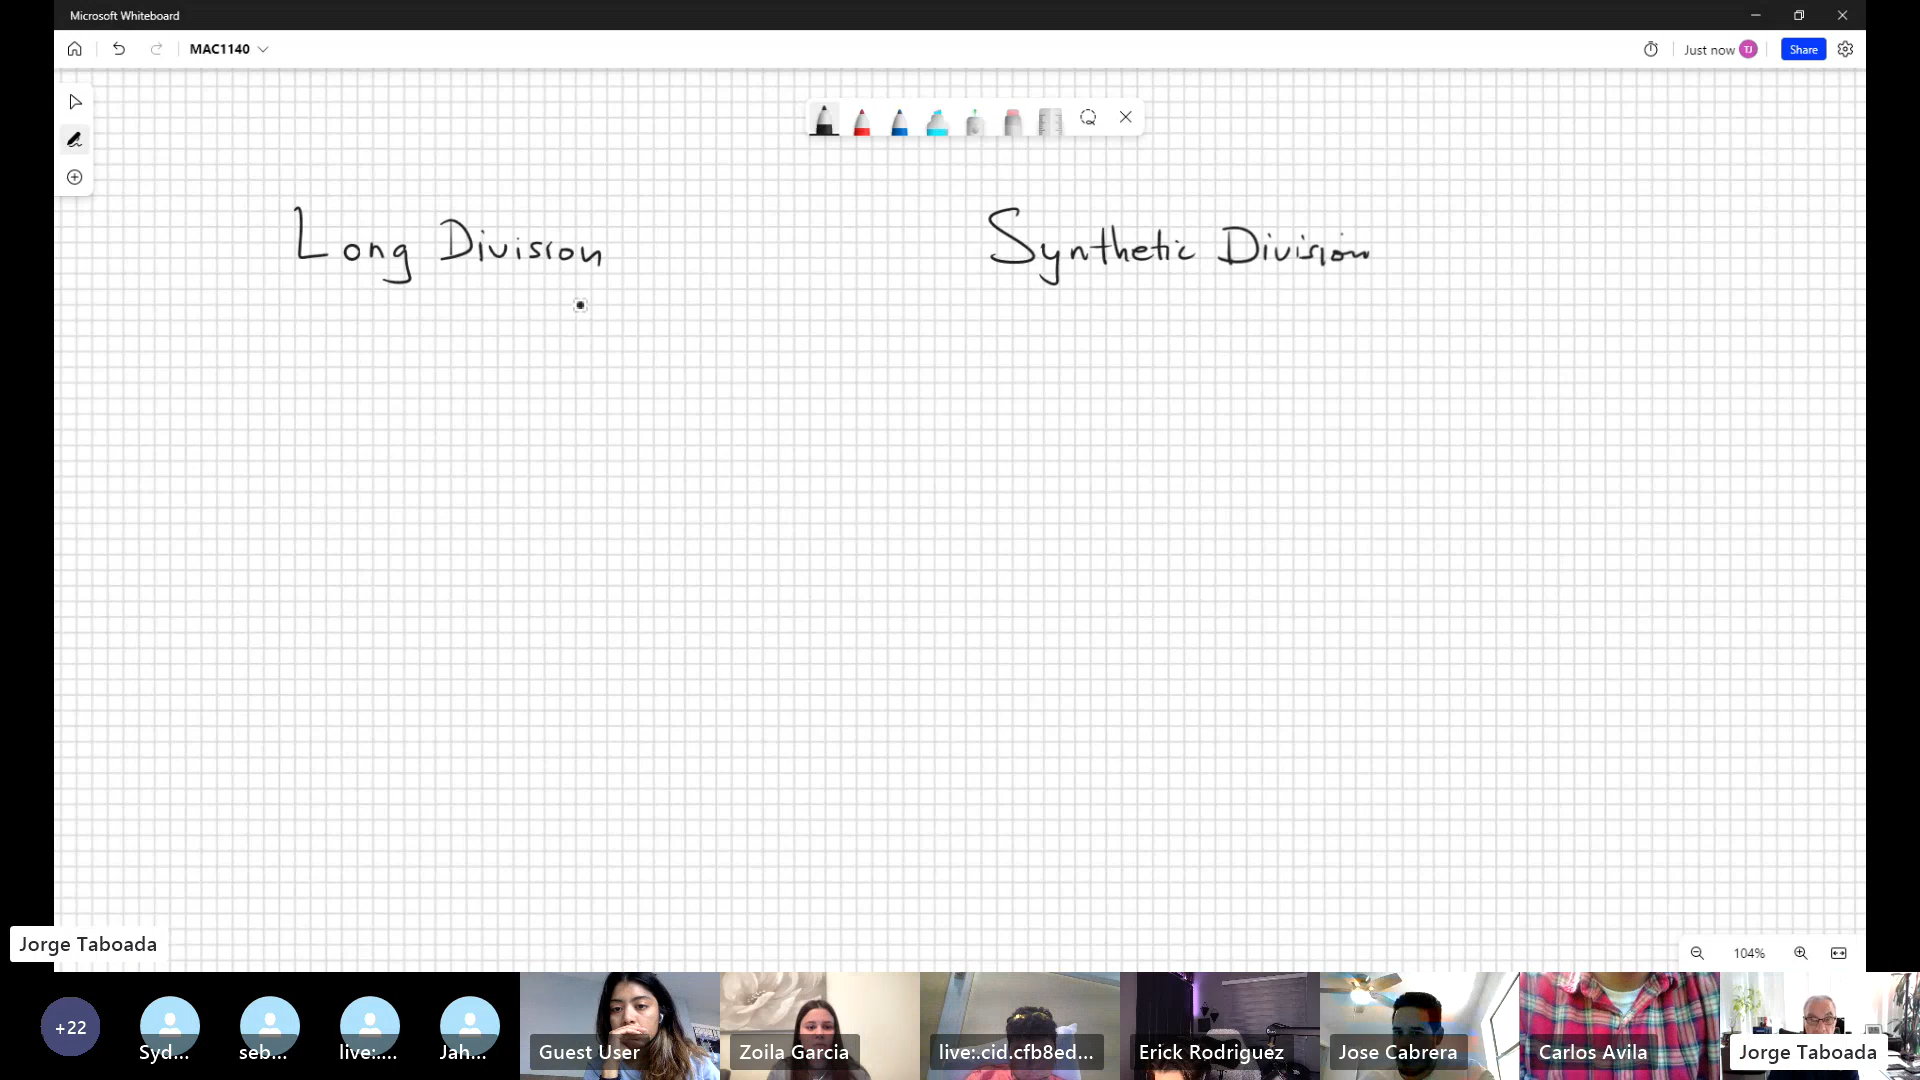 Microsoft Whiteboard
MAC1140
Just now TJ Share
Long Division Synthetic Division
Jorge Taboada
104%
+22 Syd... seb... live:.... Jah... Guest User Zoila Garcia live:.cid.cfb8ed... Erick Rodriguez Jose Cabrera Carlos Avila Jorge Taboada